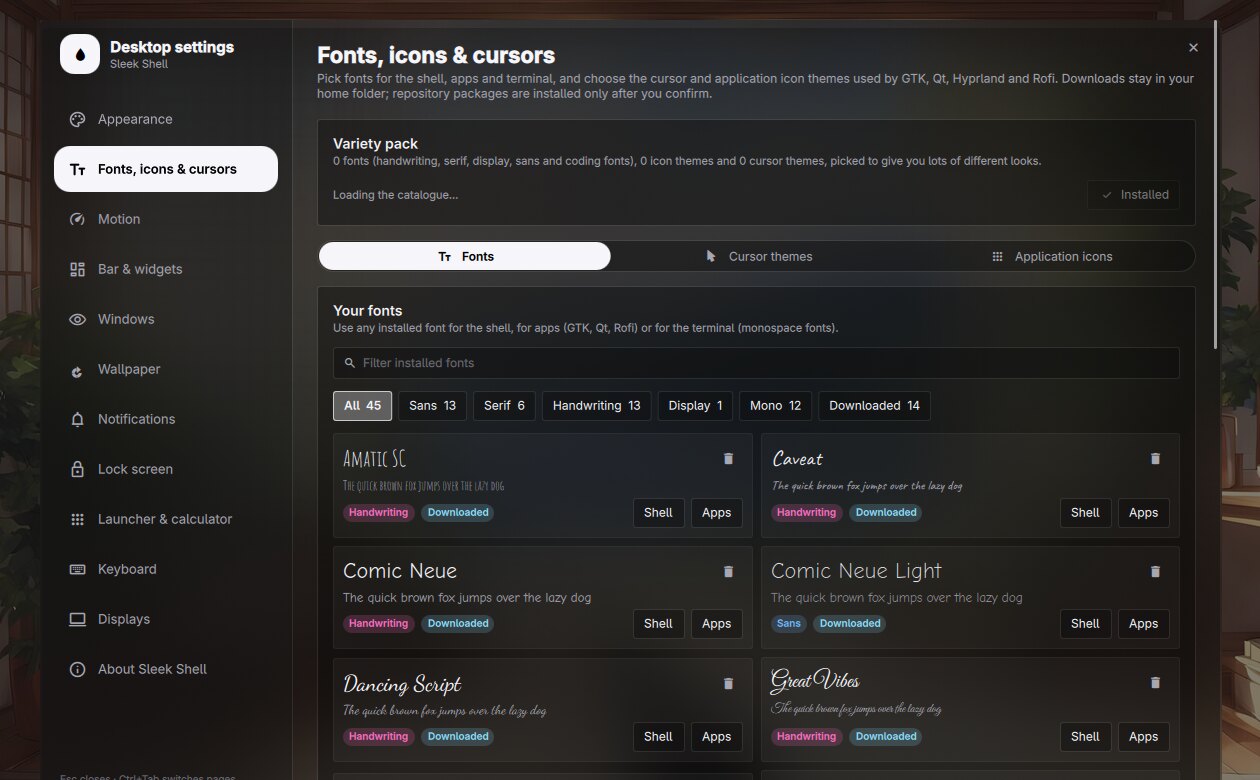 Desktop settings
Sleek Shell
Appearance
Fonts, icons & cursors
Motion
Bar & widgets
Windows
Wallpaper
Notifications
Lock screen
Launcher & calculator
Keyboard
Displays
About Sleek Shell
Esc closes · Ctrl+Tab switches pages
Fonts, icons & cursors
Pick fonts for the shell, apps and terminal, and choose the cursor and application icon themes used by GTK, Qt, Hyprland and Rofi. Downloads stay in your
home folder; repository packages are installed only after you confirm.
Variety pack
0 fonts (handwriting, serif, display, sans and coding fonts), 0 icon themes and 0 cursor themes, picked to give you lots of different looks.
Loading the catalogue...
Installed
Fonts
Cursor themes
Application icons
Your fonts
Use any installed font for the shell, for apps (GTK, Qt, Rofi) or for the terminal (monospace fonts).
Filter installed fonts
All 45
Sans 13
Serif 6
Handwriting 13
Display 1
Mono 12
Downloaded 14
Amatic SC
The quick brown fox jumps over the lazy dog
Handwriting
Downloaded
Shell
Apps
Caveat
The quick brown fox jumps over the lazy dog
Handwriting
Downloaded
Shell
Apps
Comic Neue
The quick brown fox jumps over the lazy dog
Handwriting
Downloaded
Shell
Apps
Comic Neue Light
The quick brown fox jumps over the lazy dog
Sans
Downloaded
Shell
Apps
Dancing Script
The quick brown fox jumps over the lazy dog
Handwriting
Downloaded
Shell
Apps
Great Vibes
The quick brown fox jumps over the lazy dog
Handwriting
Downloaded
Shell
Apps